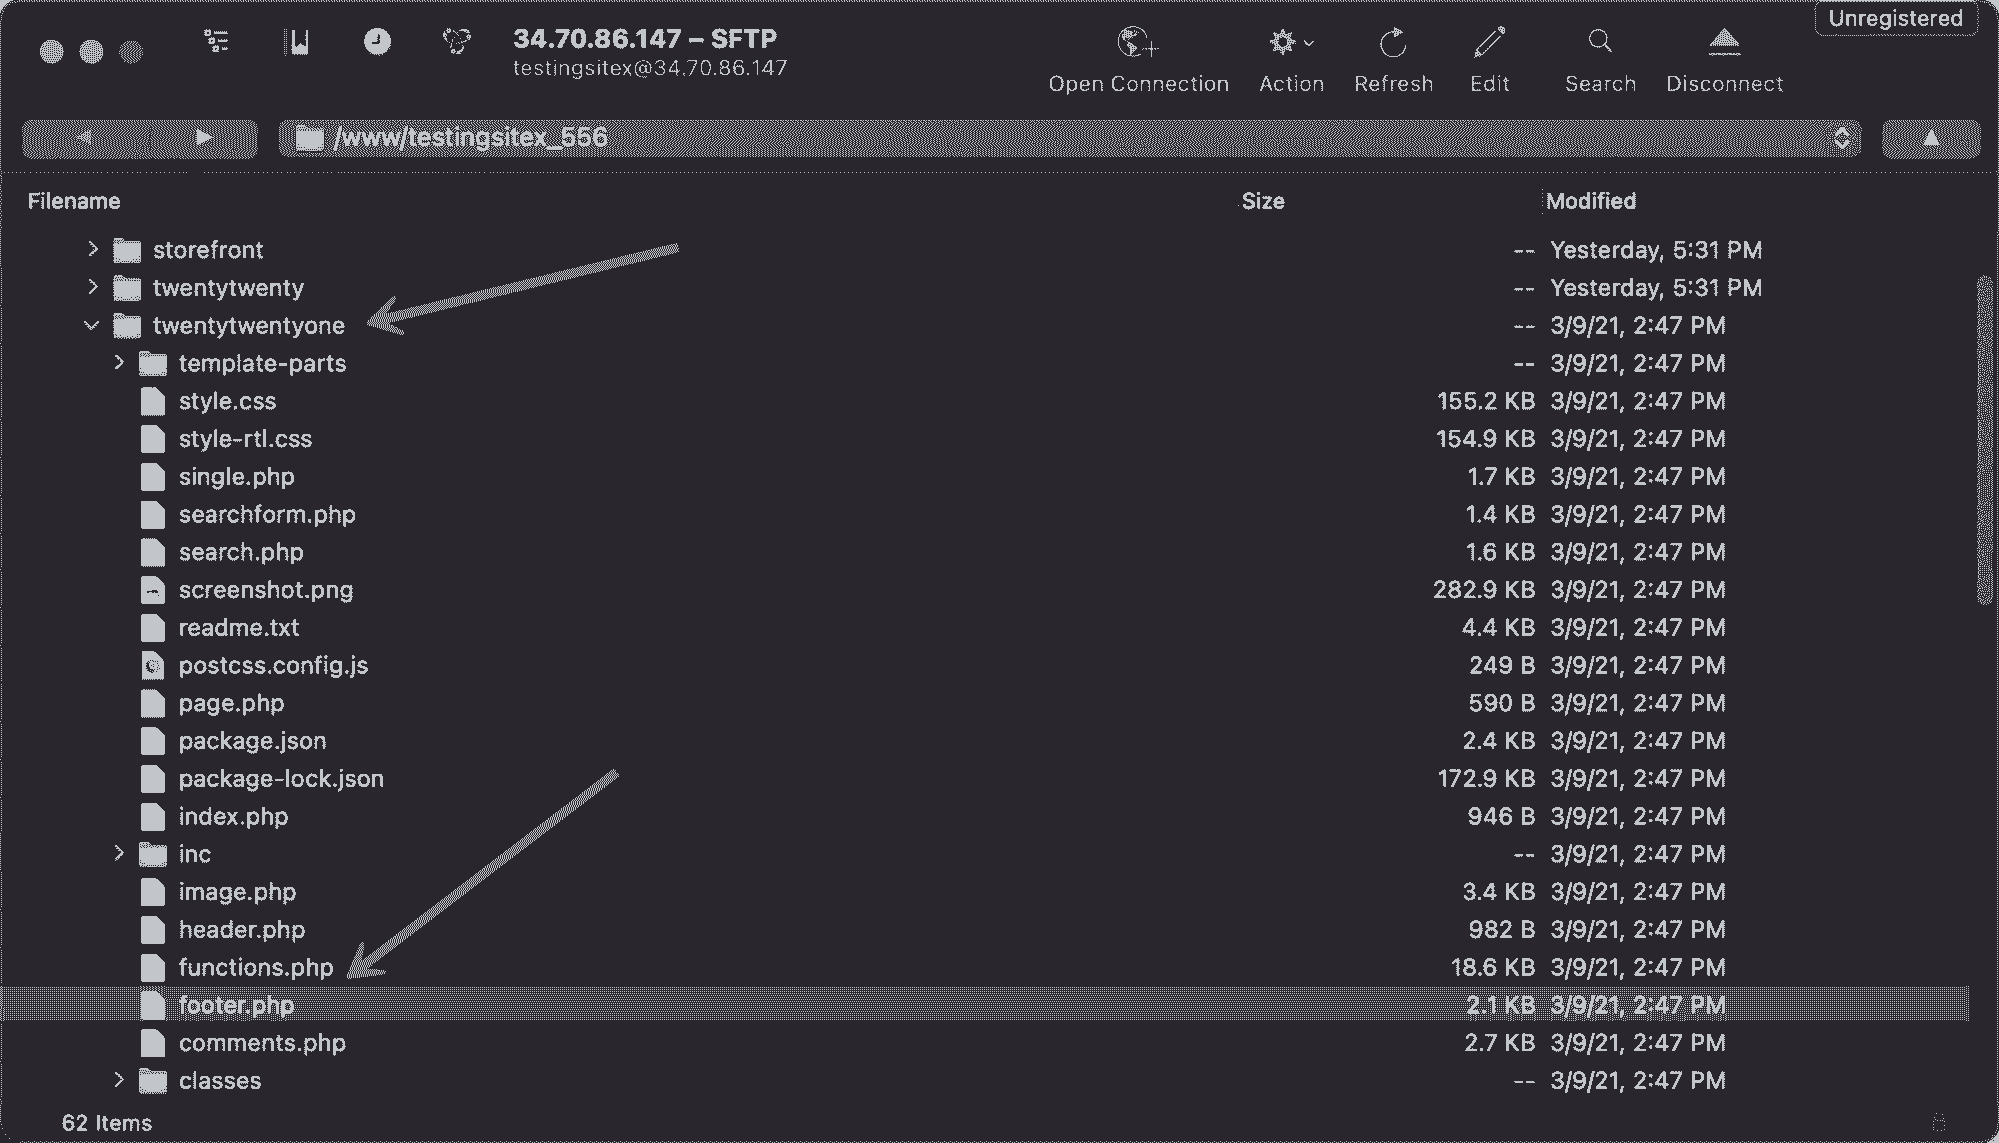 Unregistered
34.70.86.147 – SFTP
testingsitex@34.70.86.147
Open Connection Action Refresh Edit Search Disconnect
/www/testingsitex_556
Filename Size Modified
storefront -- Yesterday, 5:31 PM
twentytwenty -- Yesterday, 5:31 PM
twentytwentyone -- 3/9/21, 2:47 PM
template-parts -- 3/9/21, 2:47 PM
style.css 155.2 KB 3/9/21, 2:47 PM
style-rtl.css 154.9 KB 3/9/21, 2:47 PM
single.php 1.7 KB 3/9/21, 2:47 PM
searchform.php 1.4 KB 3/9/21, 2:47 PM
search.php 1.6 KB 3/9/21, 2:47 PM
screenshot.png 282.9 KB 3/9/21, 2:47 PM
readme.txt 4.4 KB 3/9/21, 2:47 PM
postcss.config.js 249 B 3/9/21, 2:47 PM
page.php 590 B 3/9/21, 2:47 PM
package.json 2.4 KB 3/9/21, 2:47 PM
package-lock.json 172.9 KB 3/9/21, 2:47 PM
index.php 946 B 3/9/21, 2:47 PM
inc -- 3/9/21, 2:47 PM
image.php 3.4 KB 3/9/21, 2:47 PM
header.php 982 B 3/9/21, 2:47 PM
functions.php 18.6 KB 3/9/21, 2:47 PM
footer.php 2.1 KB 3/9/21, 2:47 PM
comments.php 2.7 KB 3/9/21, 2:47 PM
classes -- 3/9/21, 2:47 PM
62 Items